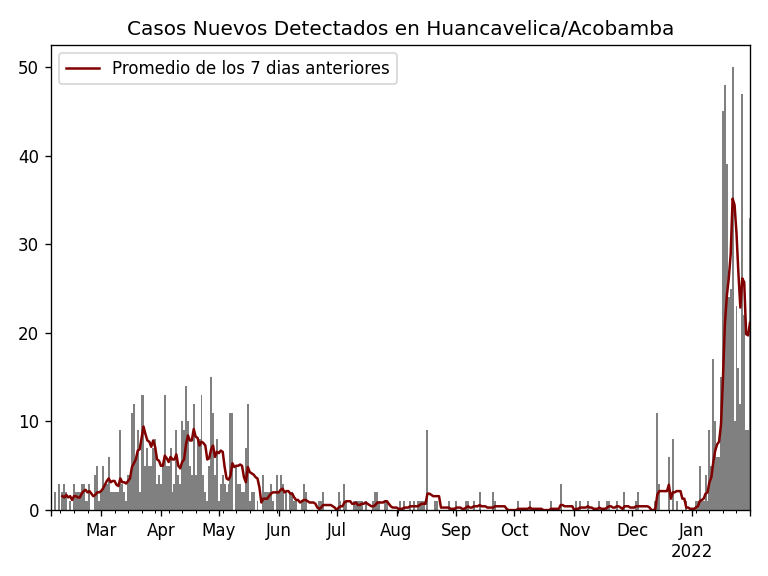 Casos Nuevos Detectados en Huancavelica/Acobamba
Promedio de los 7 dias anteriores
50
40
30
20
10
0
Mar Apr May Jun Jul Aug Sep Oct Nov Dec Jan
2022